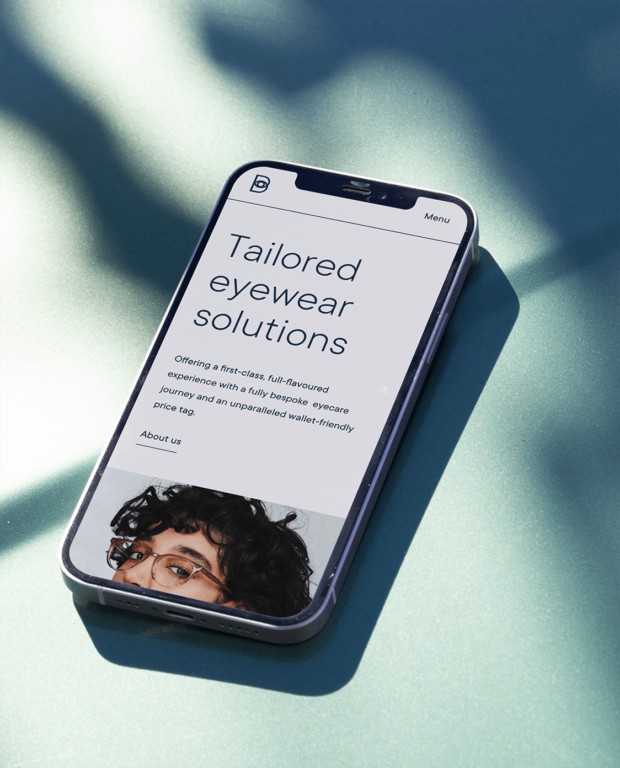 Menu
Tailored
eyewear
solutions
Offering a first-class, full-flavoured
experience with a fully bespoke eyecare
journey and an unparalleled wallet-friendly
price tag.
About us